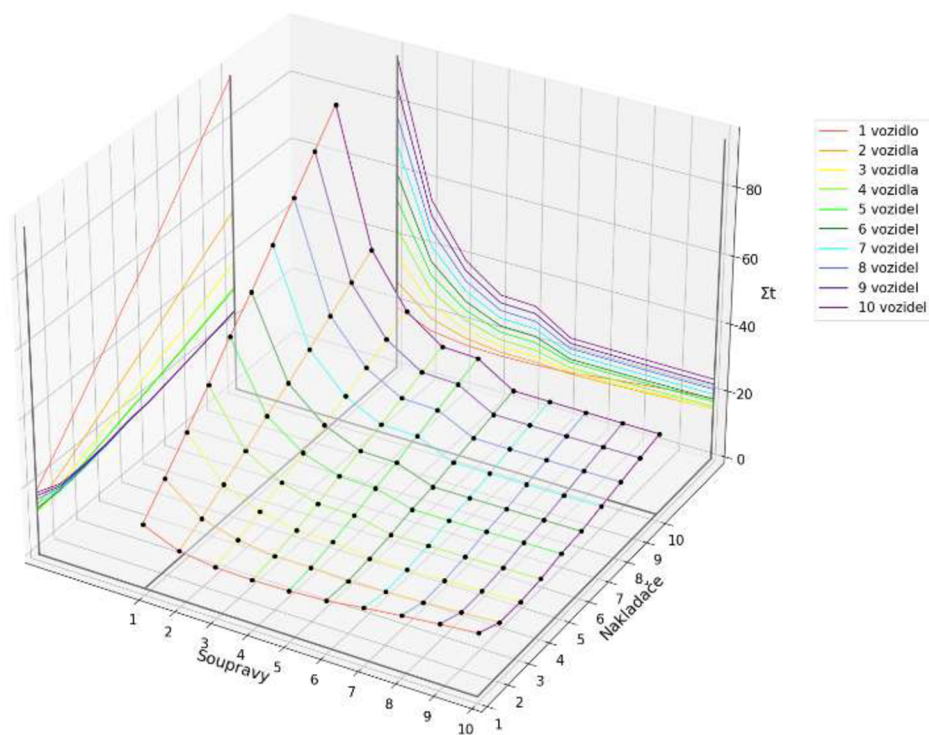 1 vozidlo
2 vozidla
3 vozidla
4 vozidla
5 vozidel
6 vozidel
7 vozidel
8 vozidel
9 vozidel
10 vozidel
80
60
Σt
40
20
0
10
9
8
7
6
5
4
3
2
1
Nakladače
1
2
3
4
5
6
7
8
9
10
Soupravy